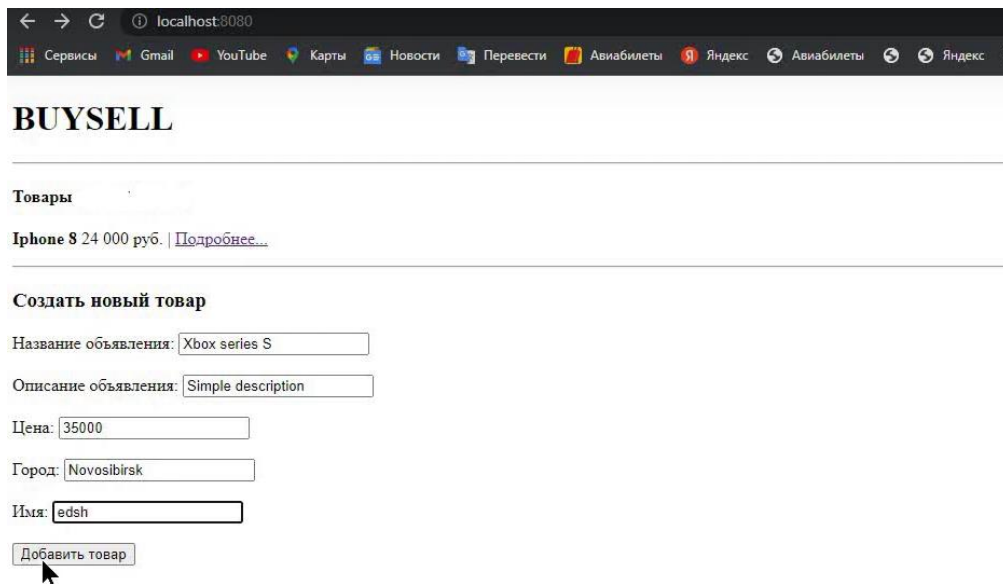 localhost:8080
Сервисы Gmail YouTube Карты Новости Перевести Авиабилеты Яндекс Авиабилеты Яндекс
BUYSELL
Товары
Iphone 8 24 000 руб. | Подробнее...
Создать новый товар
Название объявления: Xbox series S
Описание объявления: Simple description
Цена: 35000
Город: Novosibirsk
Имя: edsh
Добавить товар